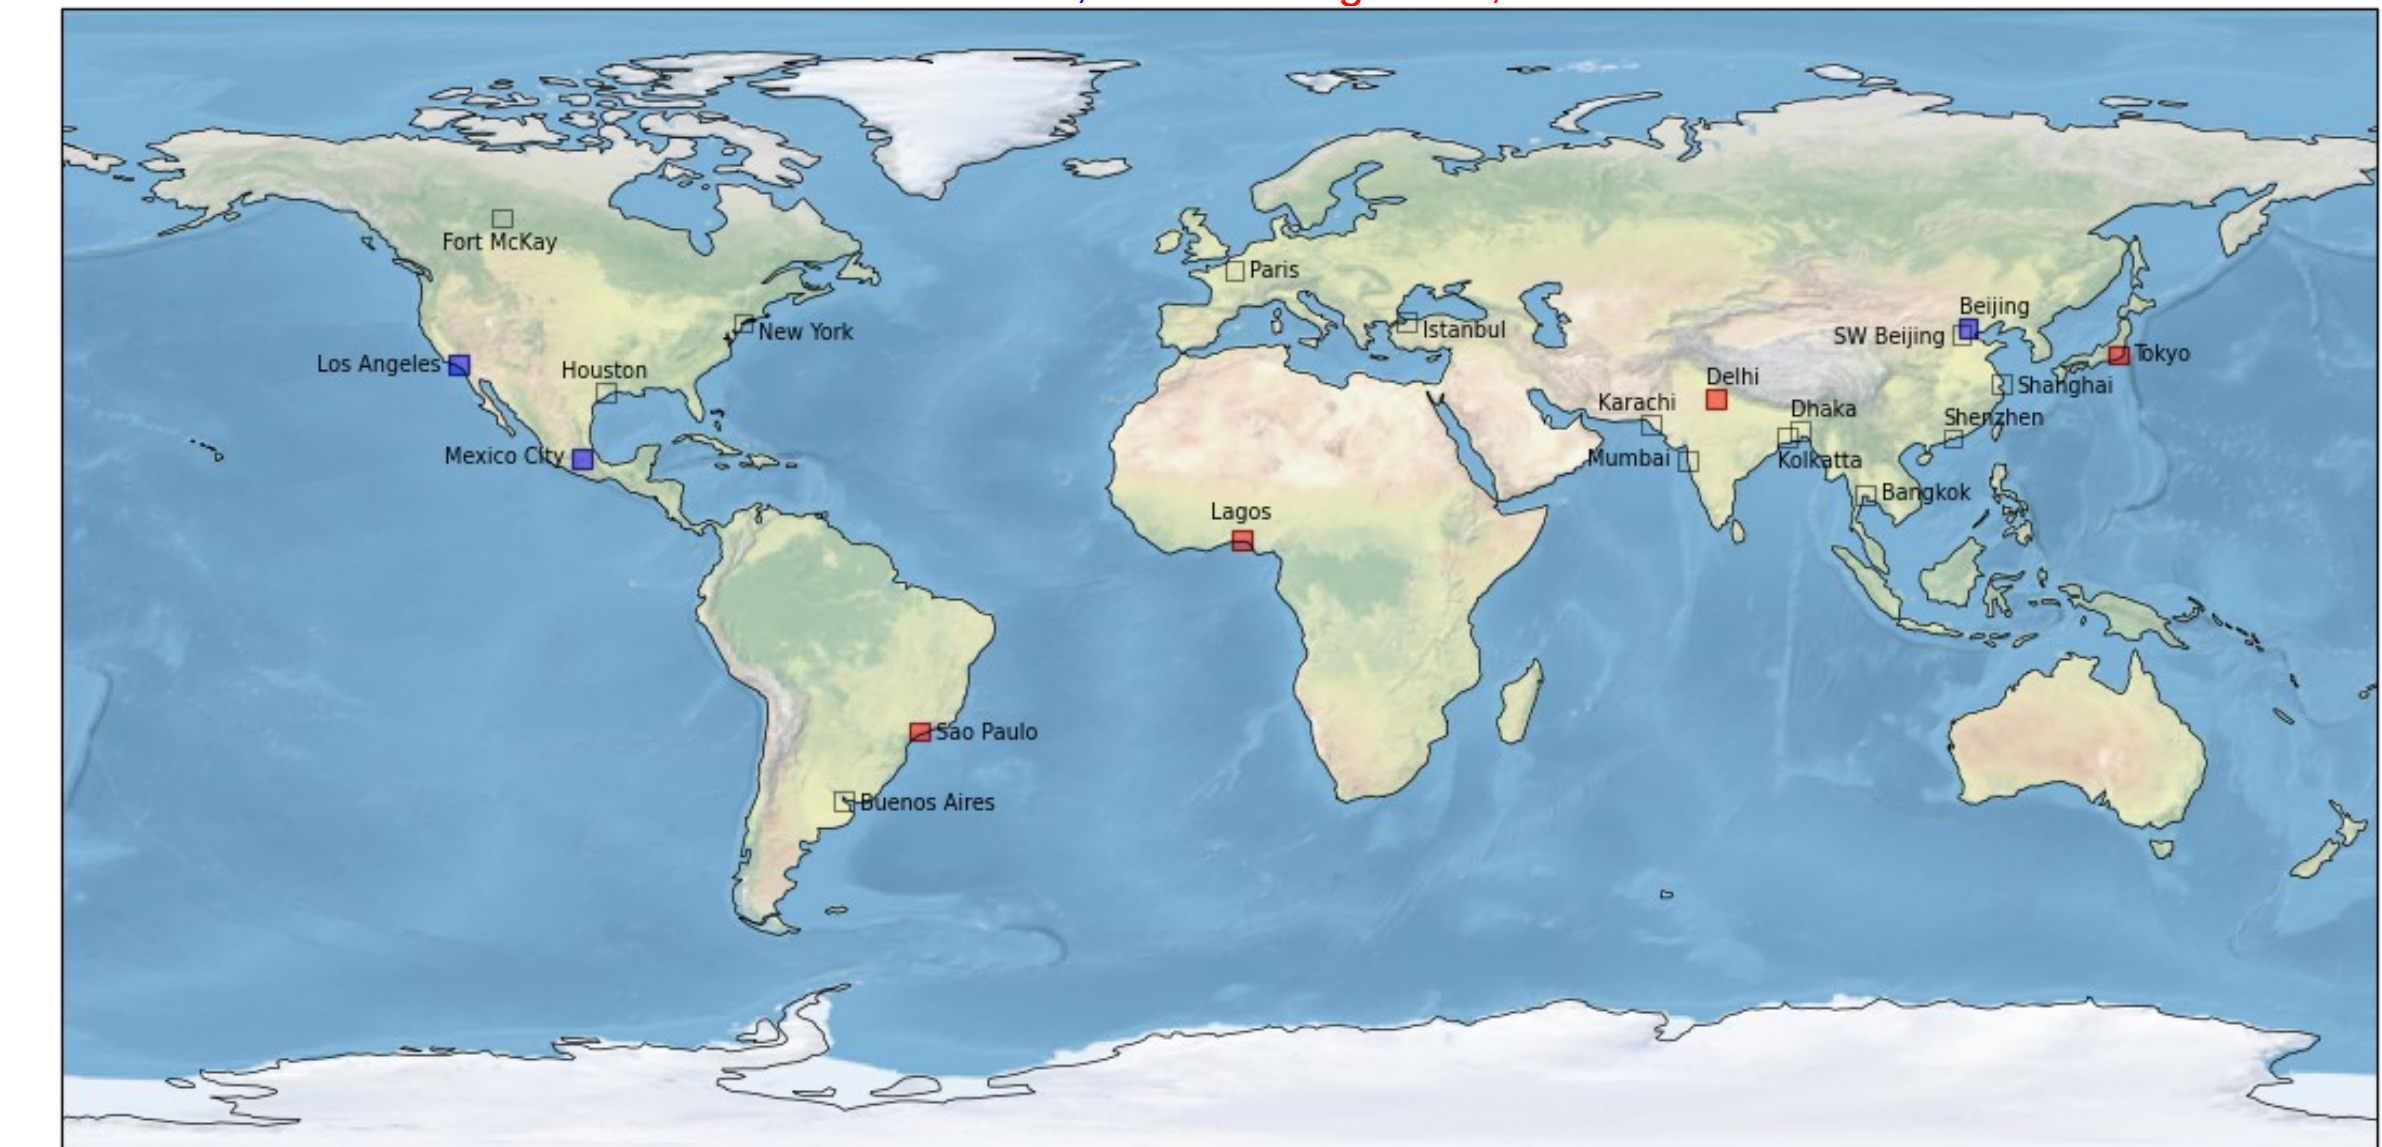 Fort McKay
Paris
Beijing
New York
Istanbul
SW Beijing
Los Angeles
Houston
Tokyo
Delhi
Shanghai
Karachi
Dhaka
Shenzhen
Mexico City
Mumbai
Kolkatta
Bangkok
Lagos
Sao Paulo
Buenos Aires